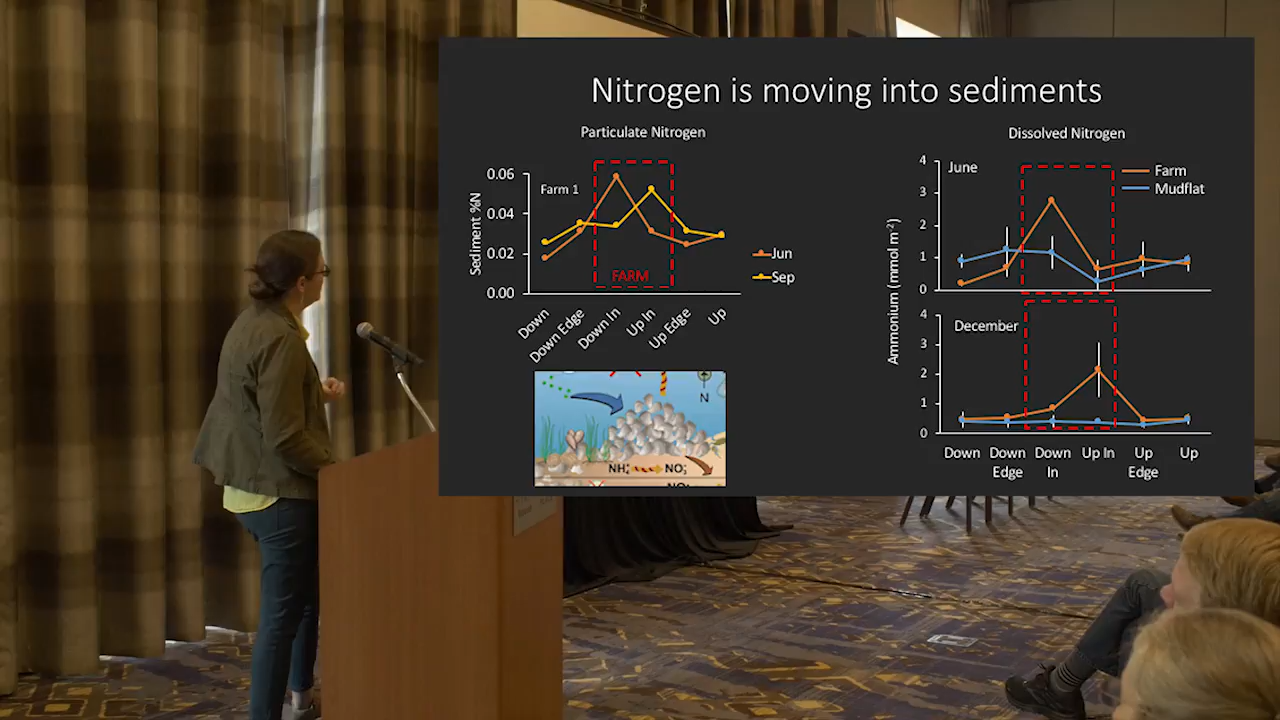 Nitrogen is moving into sediments
Particulate Nitrogen
Sediment %N
0.06
0.04
0.02
0.00
Farm 1
FARM
Jun
Sep
Down
Down Edge
Down In
Up In
Up Edge
Up
N
NH₄⁺
NO₃⁻
Dissolved Nitrogen
Ammonium (mmol m⁻²)
4
3
2
1
0
June
Farm
Mudflat
4
3
2
1
0
December
Down
Down
Edge
Down
In
Up In
Up
Edge
Up